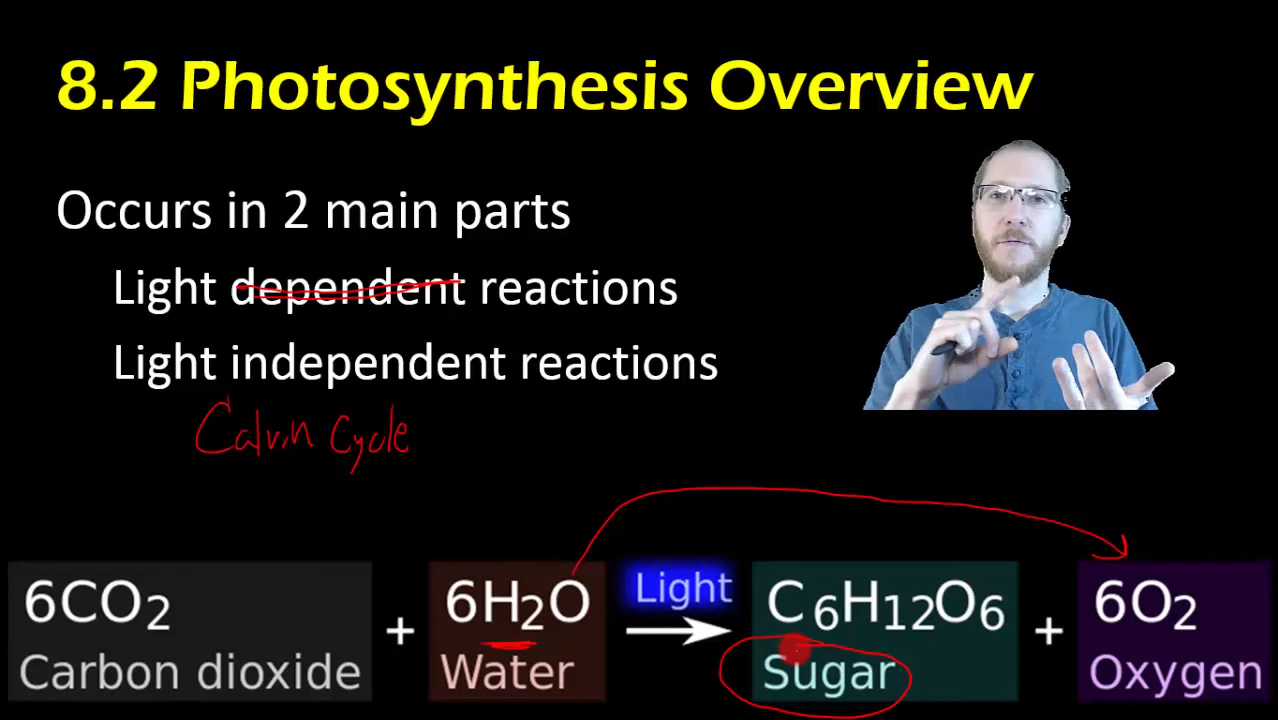 8.2 Photosynthesis Overview
Occurs in 2 main parts
Light dependent reactions
Light independent reactions
Calvin Cycle
6CO₂ + 6H₂O Light C₆H₁₂O₆ + 6O₂
Carbon dioxide Water Sugar Oxygen